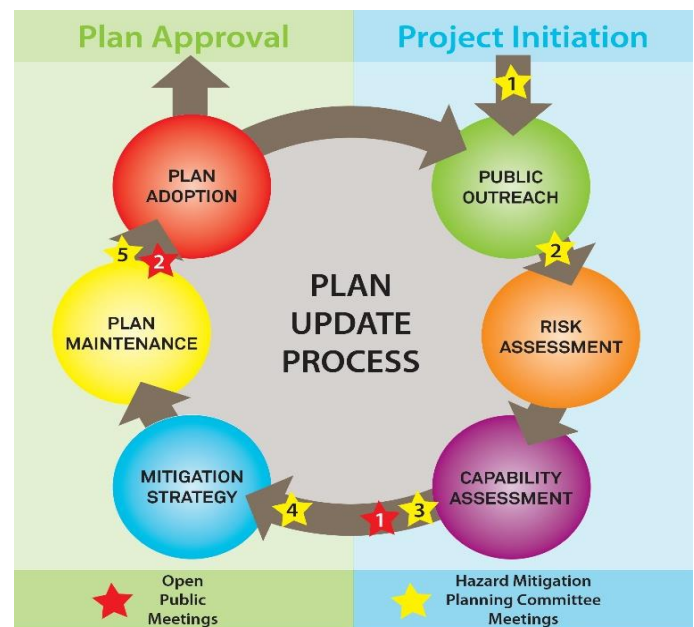 Plan Approval
Project Initiation
1
PLAN
ADOPTION
PUBLIC
OUTREACH
5
2
2
PLAN
UPDATE
PROCESS
PLAN
MAINTENANCE
RISK
ASSESSMENT
MITIGATION
STRATEGY
CAPABILITY
ASSESSMENT
4
1
3
Open
Public
Meetings
Hazard Mitigation
Planning Committee
Meetings